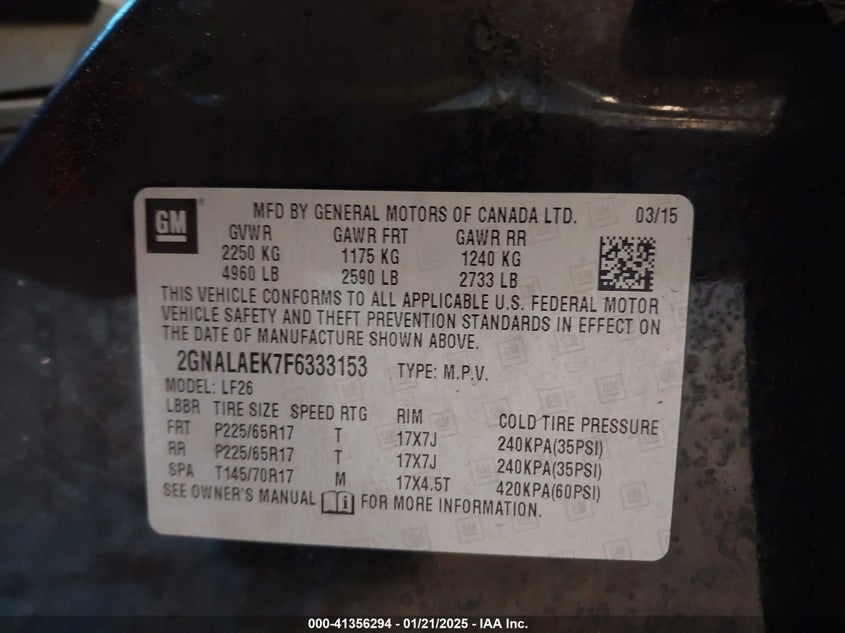 GM
MFD BY GENERAL MOTORS OF CANADA LTD. 03/15
GVWR GAWR FRT GAWR RR
2250 KG 1175 KG 1240 KG
4960 LB 2590 LB 2733 LB
THIS VEHICLE CONFORMS TO ALL APPLICABLE U.S. FEDERAL MOTOR
VEHICLE SAFETY AND THEFT PREVENTION STANDARDS IN EFFECT ON
THE DATE OF MANUFACTURE SHOWN ABOVE.
2GNALAEK7F6333153 TYPE: M.P.V.
MODEL: LF26
LBBR TIRE SIZE SPEED RTG RIM COLD TIRE PRESSURE
FRT P225/65R17 T 17X7J 240KPA(35PSI)
RR P225/65R17 T 17X7J 240KPA(35PSI)
SPA T145/70R17 M 17X4.5T 420KPA(60PSI)
SEE OWNER'S MANUAL FOR MORE INFORMATION.
000-41356294 - 01/21/2025 - IAA Inc.